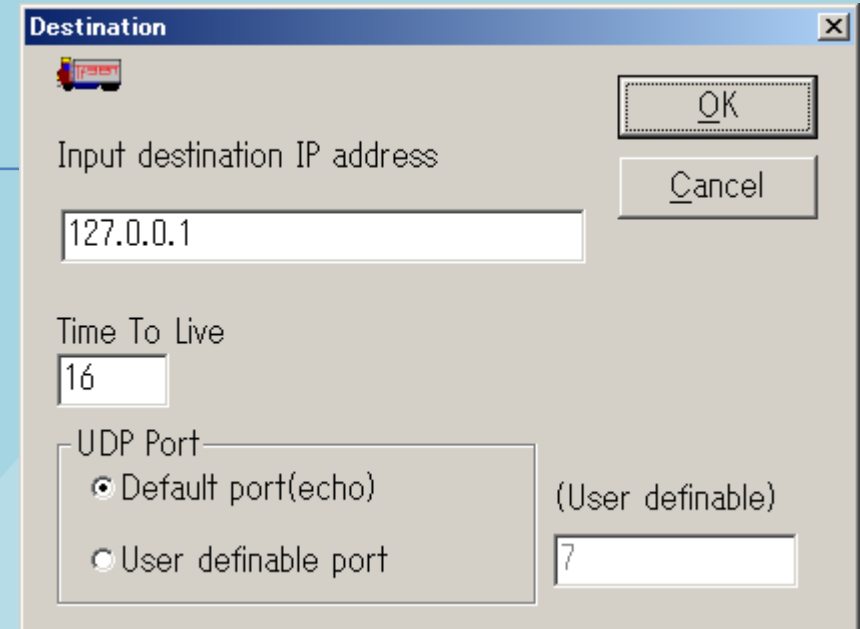 Destination
OK
Input destination IP address
Cancel
127.0.0.1
Time To Live
16
UDP Port
Default port(echo)
(User definable)
User definable port
7